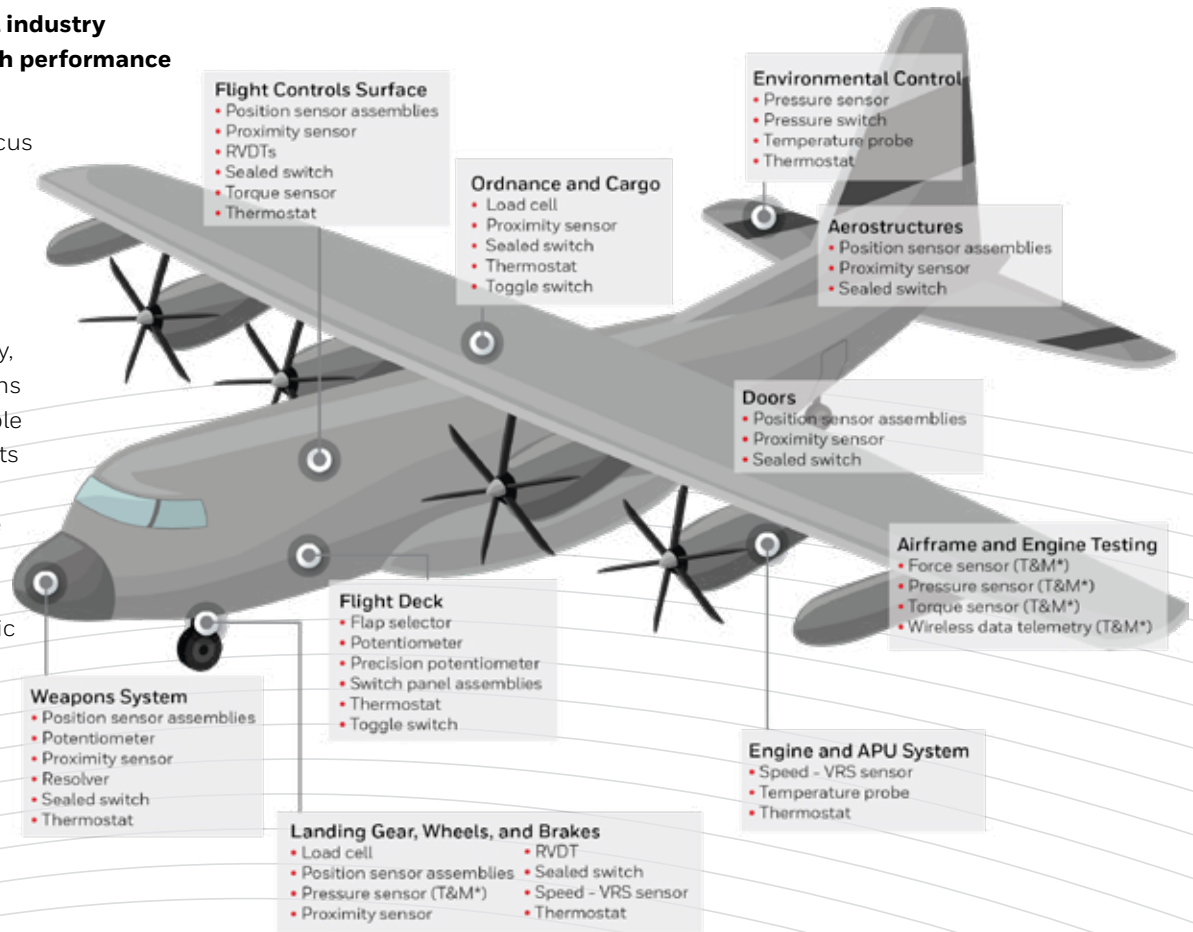 industry
h performance
cus
y,
ns
ple
ts
ic
Flight Controls Surface
• Position sensor assemblies
• Proximity sensor
• RVDTs
• Sealed switch
• Torque sensor
• Thermostat
Ordnance and Cargo
• Load cell
• Proximity sensor
• Sealed switch
• Thermostat
• Toggle switch
Environmental Control
• Pressure sensor
• Pressure switch
• Temperature probe
• Thermostat
Aerostructures
• Position sensor assemblies
• Proximity sensor
• Sealed switch
Doors
• Position sensor assemblies
• Proximity sensor
• Sealed switch
Airframe and Engine Testing
• Force sensor (T&M*)
• Pressure sensor (T&M*)
• Torque sensor (T&M*)
• Wireless data telemetry (T&M*)
Flight Deck
• Flap selector
• Potentiometer
• Precision potentiometer
• Switch panel assemblies
• Thermostat
• Toggle switch
Weapons System
• Position sensor assemblies
• Potentiometer
• Proximity sensor
• Resolver
• Sealed switch
• Thermostat
Engine and APU System
• Speed - VRS sensor
• Temperature probe
• Thermostat
Landing Gear, Wheels, and Brakes
• Load cell
• Position sensor assemblies
• Pressure sensor (T&M*)
• Proximity sensor
• RVDT
• Sealed switch
• Speed - VRS sensor
• Thermostat